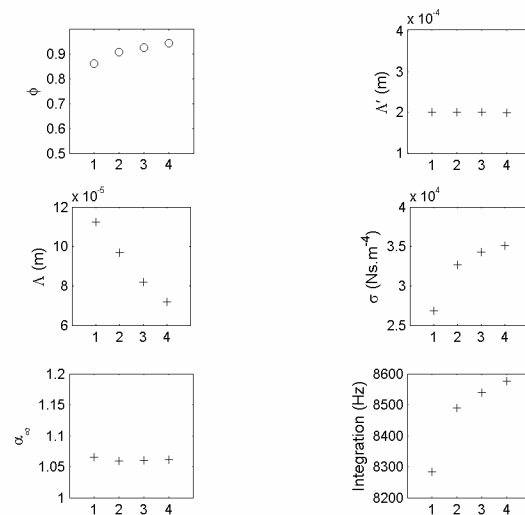 0.9
0.8
0.7
0.6
0.5
ϕ
1 2 3 4
x 10-4
4
3
2
1
Λ' (m)
1 2 3 4
x 10-5
12
10
8
6
Λ (m)
1 2 3 4
x 104
4
3.5
3
2.5
σ (Ns.m-4)
1 2 3 4
1.2
1.15
1.1
1.05
1
α∞
1 2 3 4
8600
8500
8400
8300
8200
Integration (Hz)
1 2 3 4